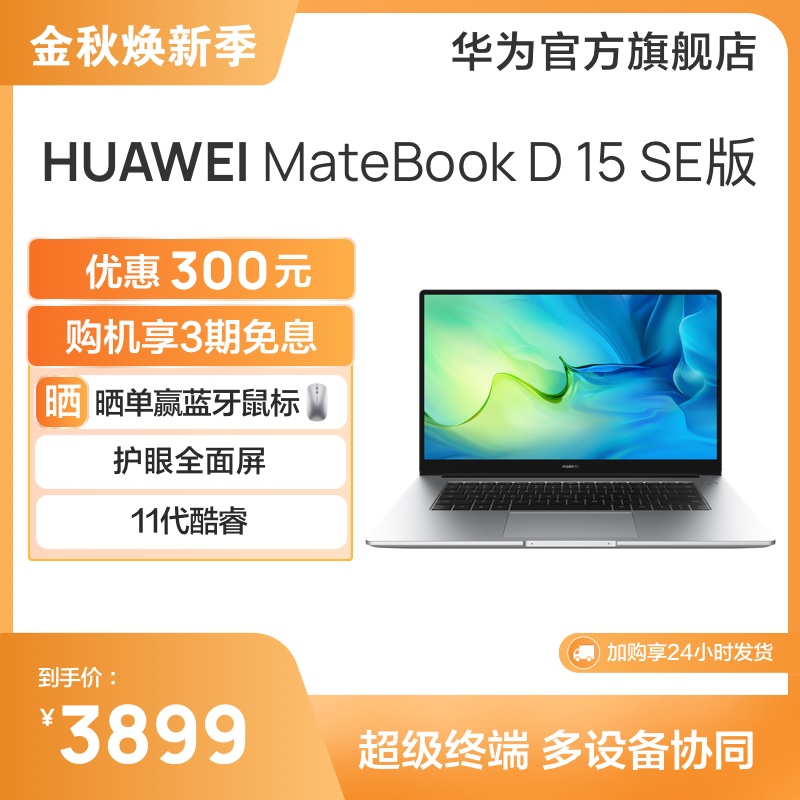 金秋焕新季
华为官方旗舰店
HUAWEI MateBook D 15 SE版
优惠 300元
购机享3期免息
晒 晒单赢蓝牙鼠标
护眼全面屏
11代酷睿
HUAWEI
加购享24小时发货
到手价：
¥3899
超级终端 多设备协同